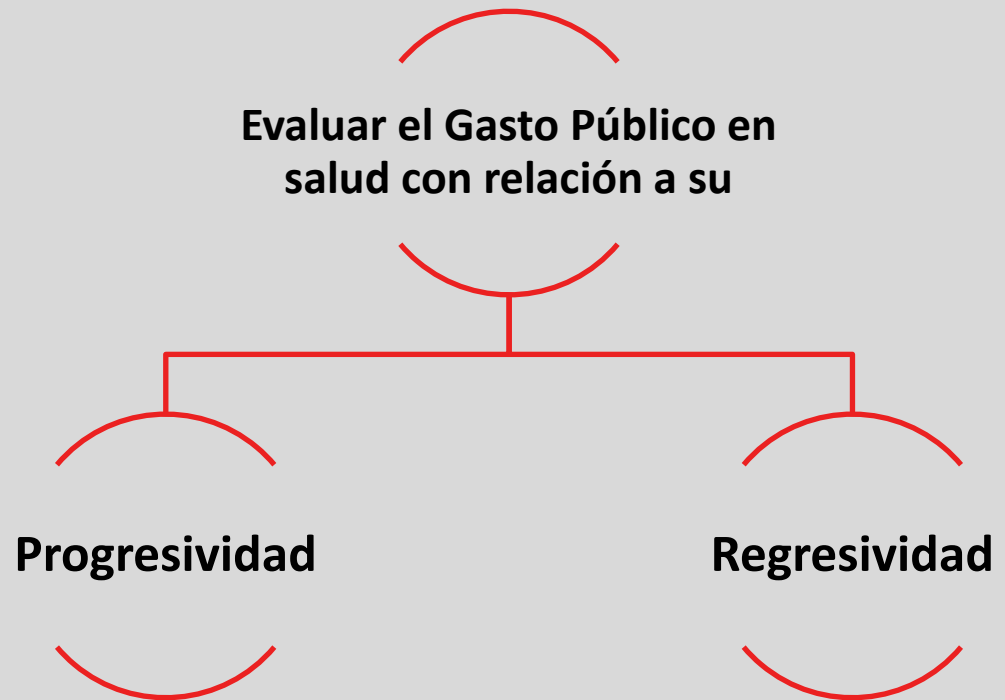 Evaluar el Gasto Público en
salud con relación a su
Progresividad
Regresividad